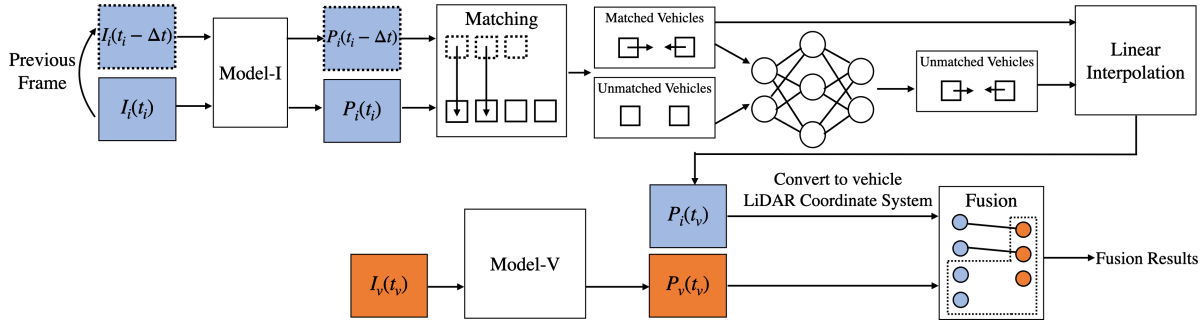 Previous
Frame
I_i(t_i − Δt)
I_i(t_i)
Model-I
P_i(t_i − Δt)
P_i(t_i)
Matching
Matched Vehicles
Unmatched Vehicles
Unmatched Vehicles
Linear
Interpolation
I_v(t_v)
Model-V
P_i(t_v)
P_v(t_v)
Convert to vehicle
LiDAR Coordinate System
Fusion
Fusion Results